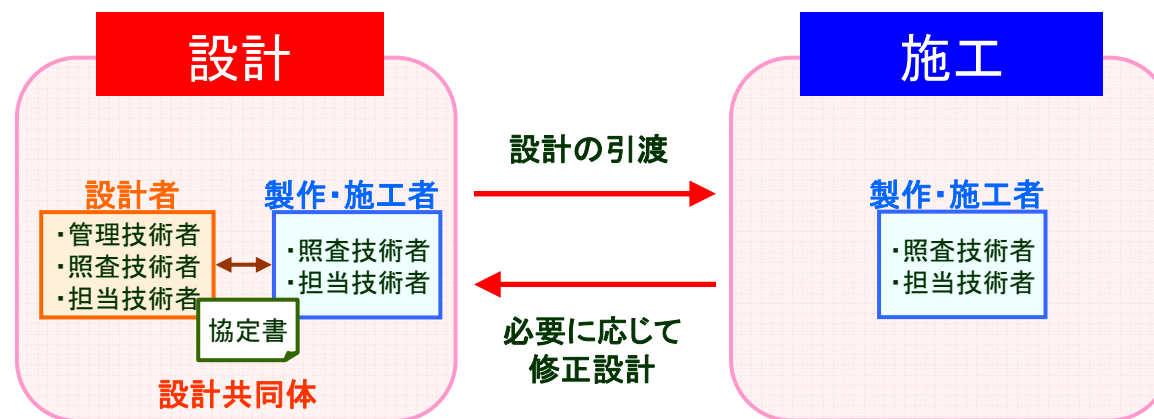 設計
設計者
・管理技術者
・照査技術者
・担当技術者
製作・施工者
・照査技術者
・担当技術者
協定書
設計共同体
設計の引渡
必要に応じて
修正設計
施工
製作・施工者
・照査技術者
・担当技術者